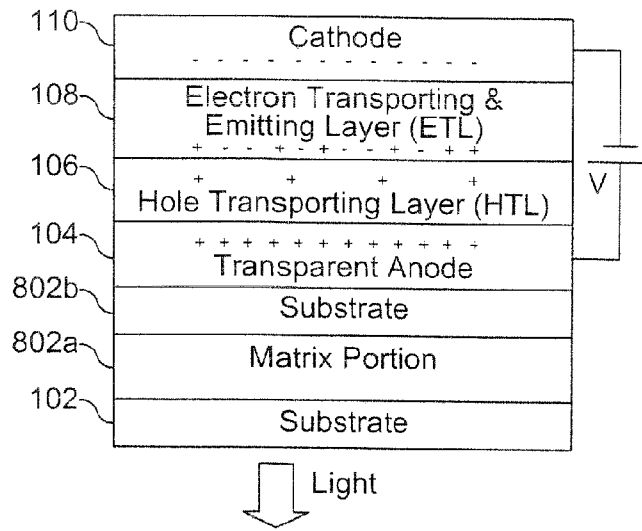 110
Cathode
- - - - - - - - - - - -
108
Electron Transporting &
Emitting Layer (ETL)
+ - - + - + - - + - + +
106
+ + + +
Hole Transporting Layer (HTL)
V
104
+ + + + + + + + + + + +
Transparent Anode
802b
Substrate
802a
Matrix Portion
102
Substrate
Light